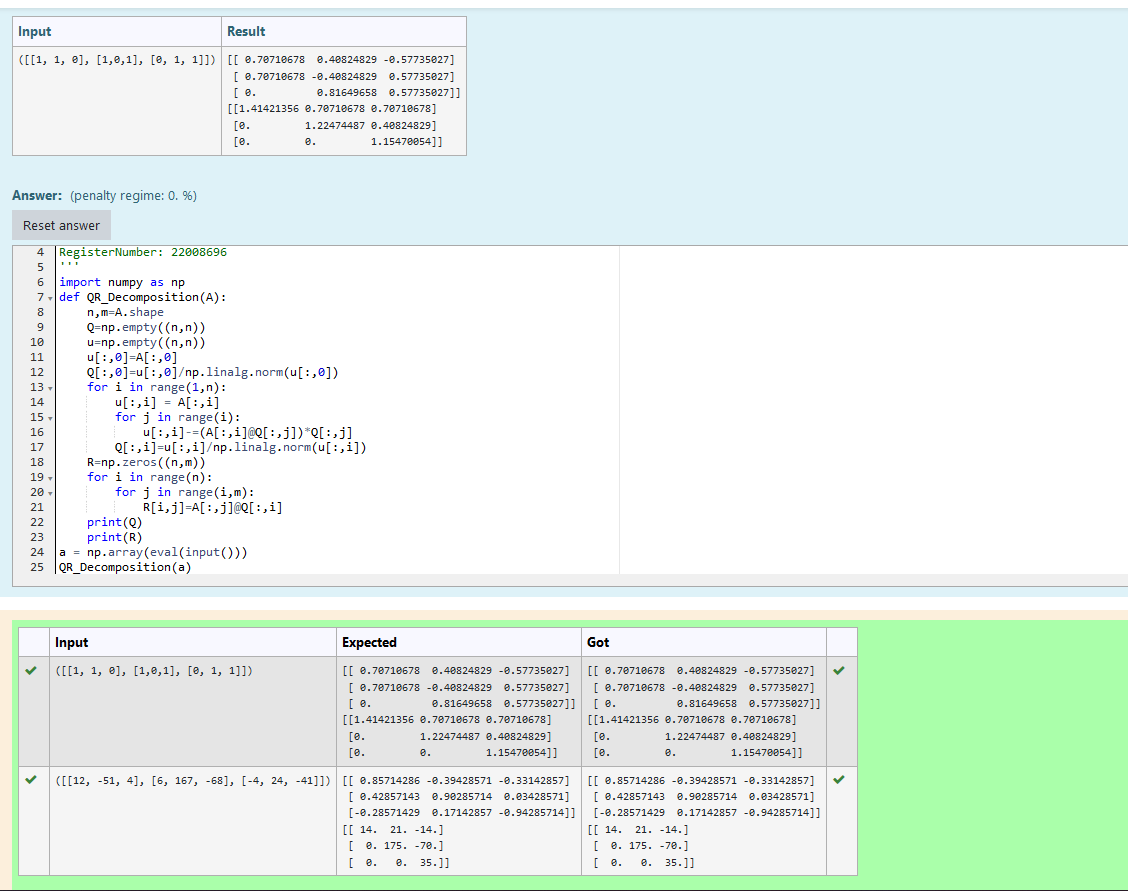 Input Result
([[1, 1, 0], [1,0,1], [0, 1, 1]]) [[ 0.70710678  0.40824829 -0.57735027]
 [ 0.70710678 -0.40824829  0.57735027]
 [ 0.          0.81649658  0.57735027]]
[[1.41421356 0.70710678 0.70710678]
 [0.         1.22474487 0.40824829]
 [0.         0.         1.15470054]]
Answer: (penalty regime: 0. %)
Reset answer
4 RegisterNumber: 22008696
5 '''
6 import numpy as np
7 def QR_Decomposition(A):
8     n,m=A.shape
9     Q=np.empty((n,n))
10     u=np.empty((n,n))
11     u[:,0]=A[:,0]
12     Q[:,0]=u[:,0]/np.linalg.norm(u[:,0])
13     for i in range(1,n):
14         u[:,i] = A[:,i]
15         for j in range(i):
16             u[:,i]-=(A[:,i]@Q[:,j])*Q[:,j]
17         Q[:,i]=u[:,i]/np.linalg.norm(u[:,i])
18     R=np.zeros((n,m))
19     for i in range(n):
20         for j in range(i,m):
21             R[i,j]=A[:,j]@Q[:,i]
22     print(Q)
23     print(R)
24 a = np.array(eval(input()))
25 QR_Decomposition(a)
Input Expected Got
([[1, 1, 0], [1,0,1], [0, 1, 1]]) [[ 0.70710678  0.40824829 -0.57735027] [[ 0.70710678  0.40824829 -0.57735027]
 [ 0.70710678 -0.40824829  0.57735027]  [ 0.70710678 -0.40824829  0.57735027]
 [ 0.          0.81649658  0.57735027]]  [ 0.          0.81649658  0.57735027]]
[[1.41421356 0.70710678 0.70710678] [[1.41421356 0.70710678 0.70710678]
 [0.         1.22474487 0.40824829]  [0.         1.22474487 0.40824829]
 [0.         0.         1.15470054]]  [0.         0.         1.15470054]]
([[12, -51, 4], [6, 167, -68], [-4, 24, -41]]) [[ 0.85714286 -0.39428571 -0.33142857] [[ 0.85714286 -0.39428571 -0.33142857]
 [ 0.42857143  0.90285714  0.03428571]  [ 0.42857143  0.90285714  0.03428571]
 [-0.28571429  0.17142857 -0.94285714]]  [-0.28571429  0.17142857 -0.94285714]]
[[ 14.  21. -14.] [[ 14.  21. -14.]
 [  0. 175. -70.]  [  0. 175. -70.]
 [  0.   0.  35.]]  [  0.   0.  35.]]